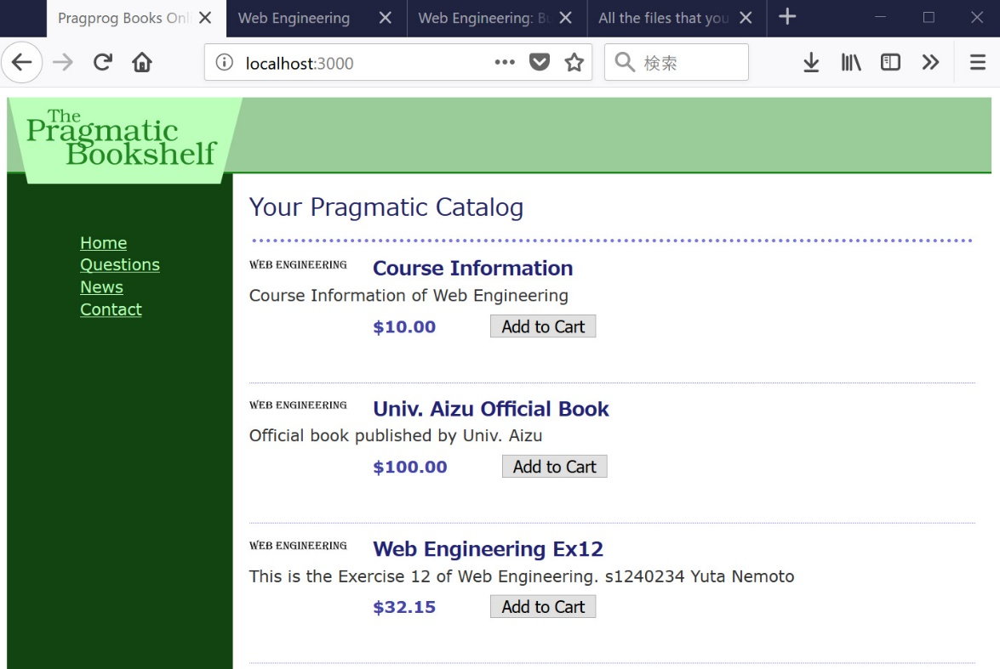 Pragprog Books Onl
Web Engineering
Web Engineering: Bu
All the files that you
localhost:3000
検索
The
Pragmatic
Bookshelf
Home
Questions
News
Contact
Your Pragmatic Catalog
WEB ENGINEERING
Course Information
Course Information of Web Engineering
$10.00
Add to Cart
WEB ENGINEERING
Univ. Aizu Official Book
Official book published by Univ. Aizu
$100.00
Add to Cart
WEB ENGINEERING
Web Engineering Ex12
This is the Exercise 12 of Web Engineering. s1240234 Yuta Nemoto
$32.15
Add to Cart